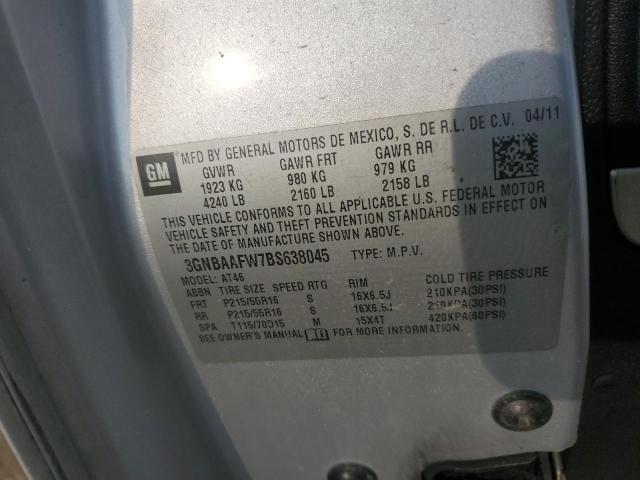 MFD BY GENERAL MOTORS DE MEXICO, S. DE R.L. DE C.V. 04/11
GM
GVWR GAWR FRT GAWR RR
1923 KG 980 KG 979 KG
4240 LB 2160 LB 2158 LB
THIS VEHICLE CONFORMS TO ALL APPLICABLE U.S. FEDERAL MOTOR
VEHICLE SAFETY AND THEFT PREVENTION STANDARDS IN EFFECT ON
THE DATE OF MANUFACTURE SHOWN ABOVE.
3GNBAAFW7BS638045 TYPE: M.P.V.
MODEL: AT46
ABBN TIRE SIZE SPEED RTG RIM COLD TIRE PRESSURE
FRT P215/55R16 S 16X6.5J 210KPA(30PSI)
RR P215/55R16 S 16X6.5J 210KPA(30PSI)
SPA T115/70D15 M 15X4T 420KPA(60PSI)
SEE OWNER'S MANUAL FOR MORE INFORMATION.